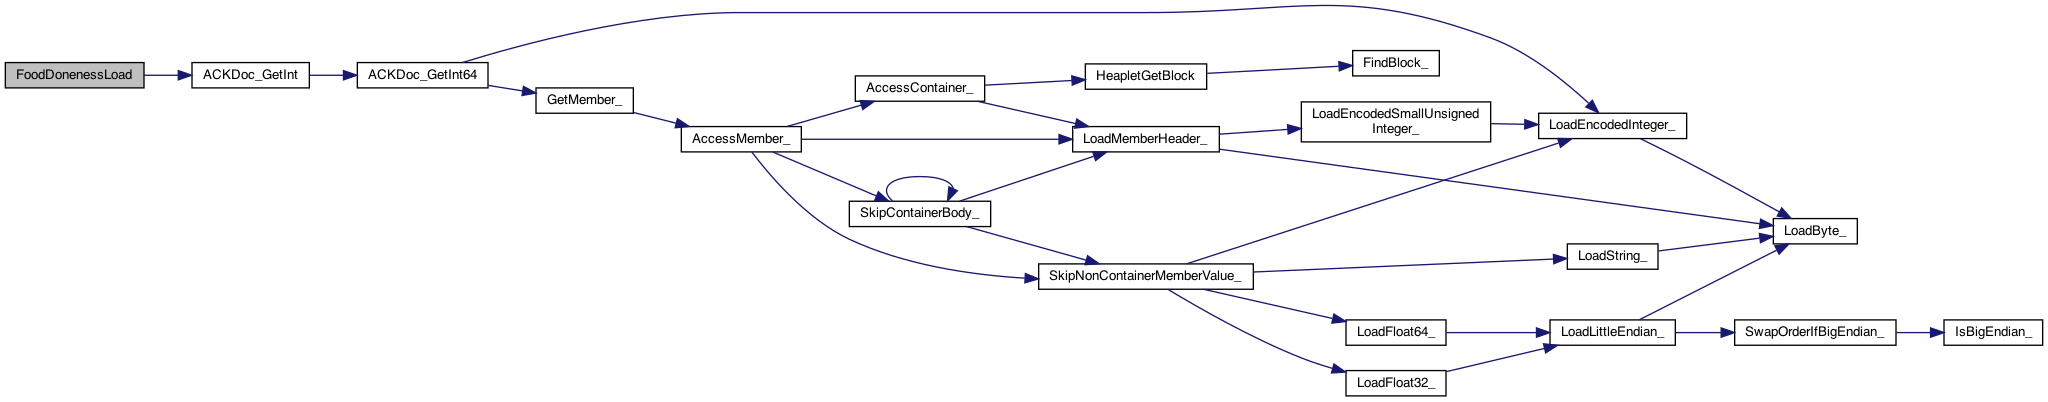 FoodDonenessLoad
ACKDoc_GetInt
ACKDoc_GetInt64
GetMember_
AccessMember_
AccessContainer_
HeapletGetBlock
FindBlock_
LoadMemberHeader_
LoadEncodedSmallUnsigned
Integer_
LoadEncodedInteger_
SkipContainerBody_
LoadByte_
SkipNonContainerMemberValue_
LoadString_
LoadFloat64_
LoadLittleEndian_
SwapOrderIfBigEndian_
IsBigEndian_
LoadFloat32_